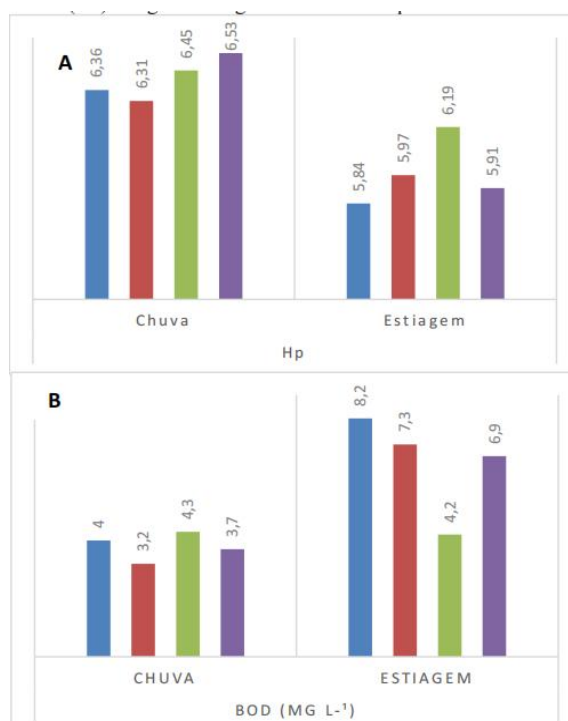 A
6,36
6,31
6,45
6,53
5,84
5,97
6,19
5,91
Chuva
Estiagem
Hp
B
4
3,2
4,3
3,7
8,2
7,3
4,2
6,9
CHUVA
ESTIAGEM
BOD (MG L-¹)